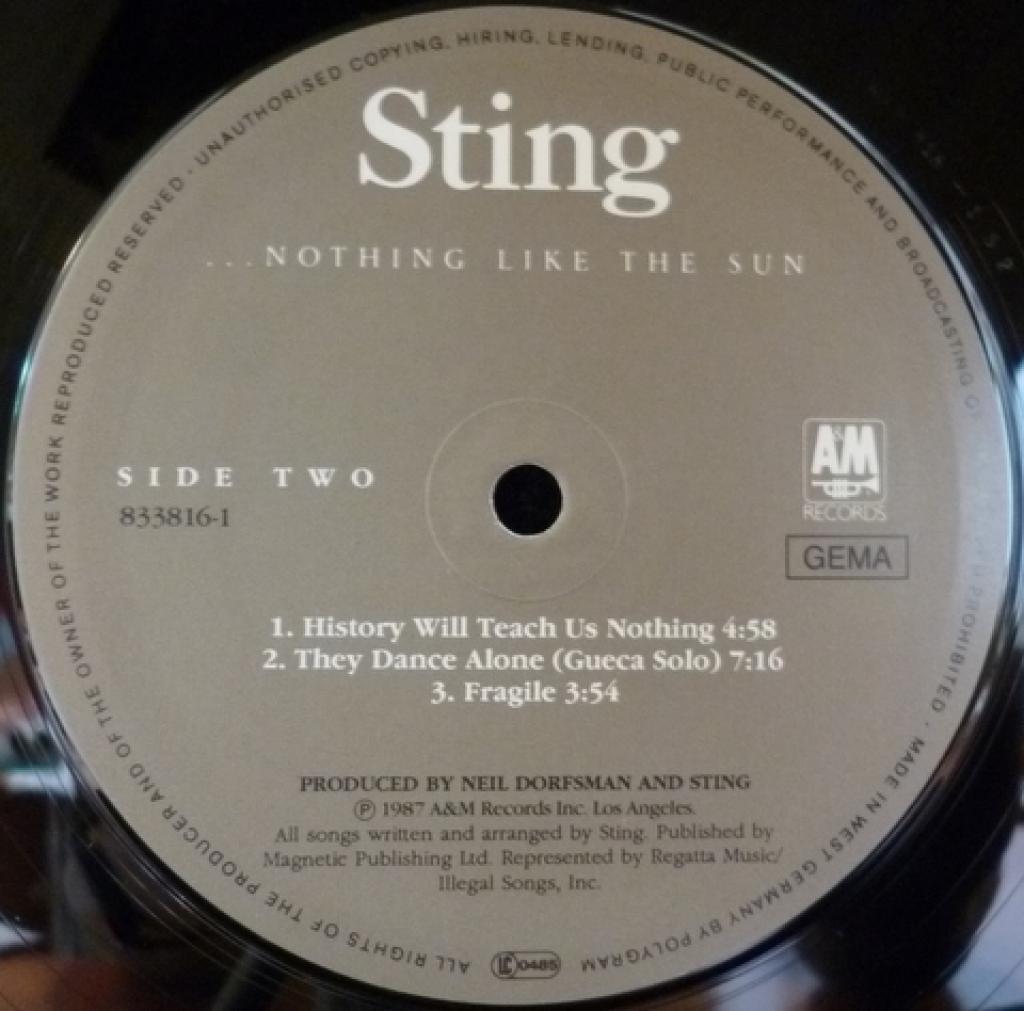 Sting
...NOTHING LIKE THE SUN
SIDE TWO
833816-1
A&M
RECORDS
GEMA
1. History Will Teach Us Nothing 4:58
2. They Dance Alone (Gueca Solo) 7:16
3. Fragile 3:54
PRODUCED BY NEIL DORFSMAN AND STING
℗ 1987 A&M Records Inc. Los Angeles.
All songs written and arranged by Sting. Published by
Magnetic Publishing Ltd. Represented by Regatta Music/
Illegal Songs, Inc.
ALL RIGHTS OF THE PRODUCER AND OF THE OWNER OF THE WORK REPRODUCED RESERVED · UNAUTHORISED COPYING, HIRING, LENDING, PUBLIC PERFORMANCE AND BROADCASTING PROHIBITED · MADE IN WEST GERMANY BY POLYGRAM
LC 0485